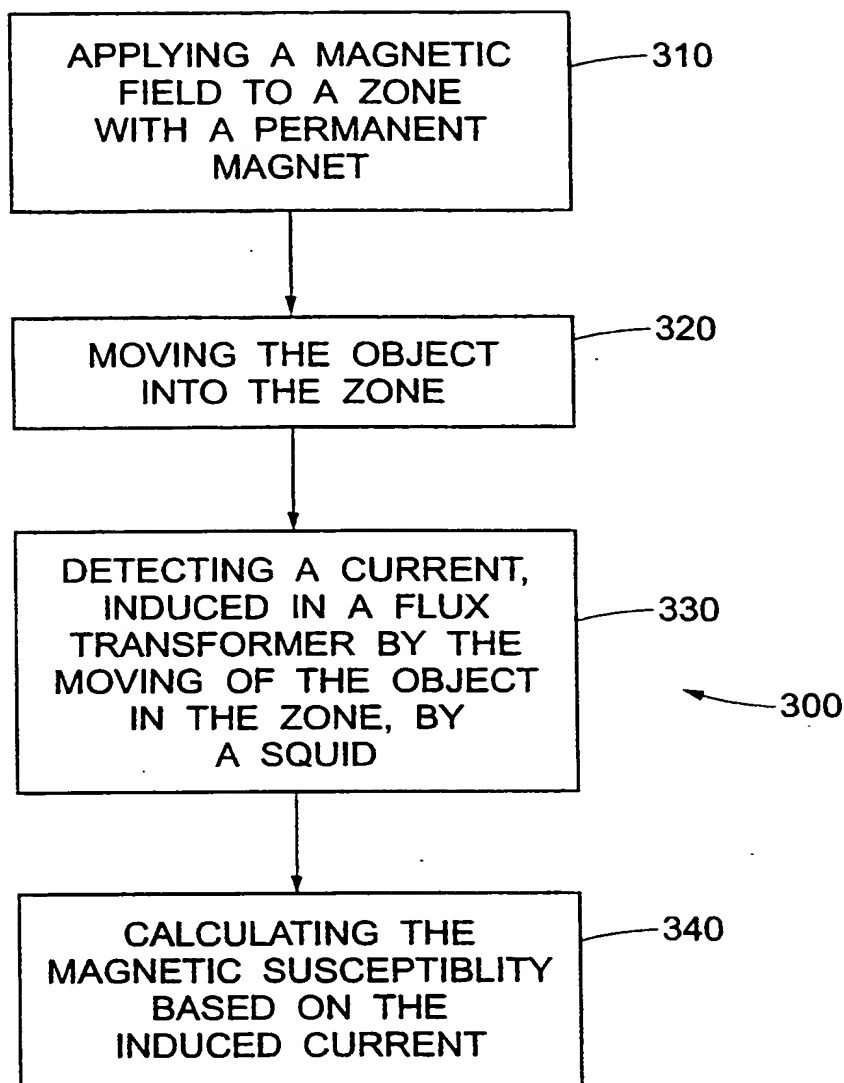 APPLYING A MAGNETIC
FIELD TO A ZONE
WITH A PERMANENT
MAGNET
310
MOVING THE OBJECT
INTO THE ZONE
320
DETECTING A CURRENT,
INDUCED IN A FLUX
TRANSFORMER BY THE
MOVING OF THE OBJECT
IN THE ZONE, BY
A SQUID
330
300
CALCULATING THE
MAGNETIC SUSCEPTIBLITY
BASED ON THE
INDUCED CURRENT
340